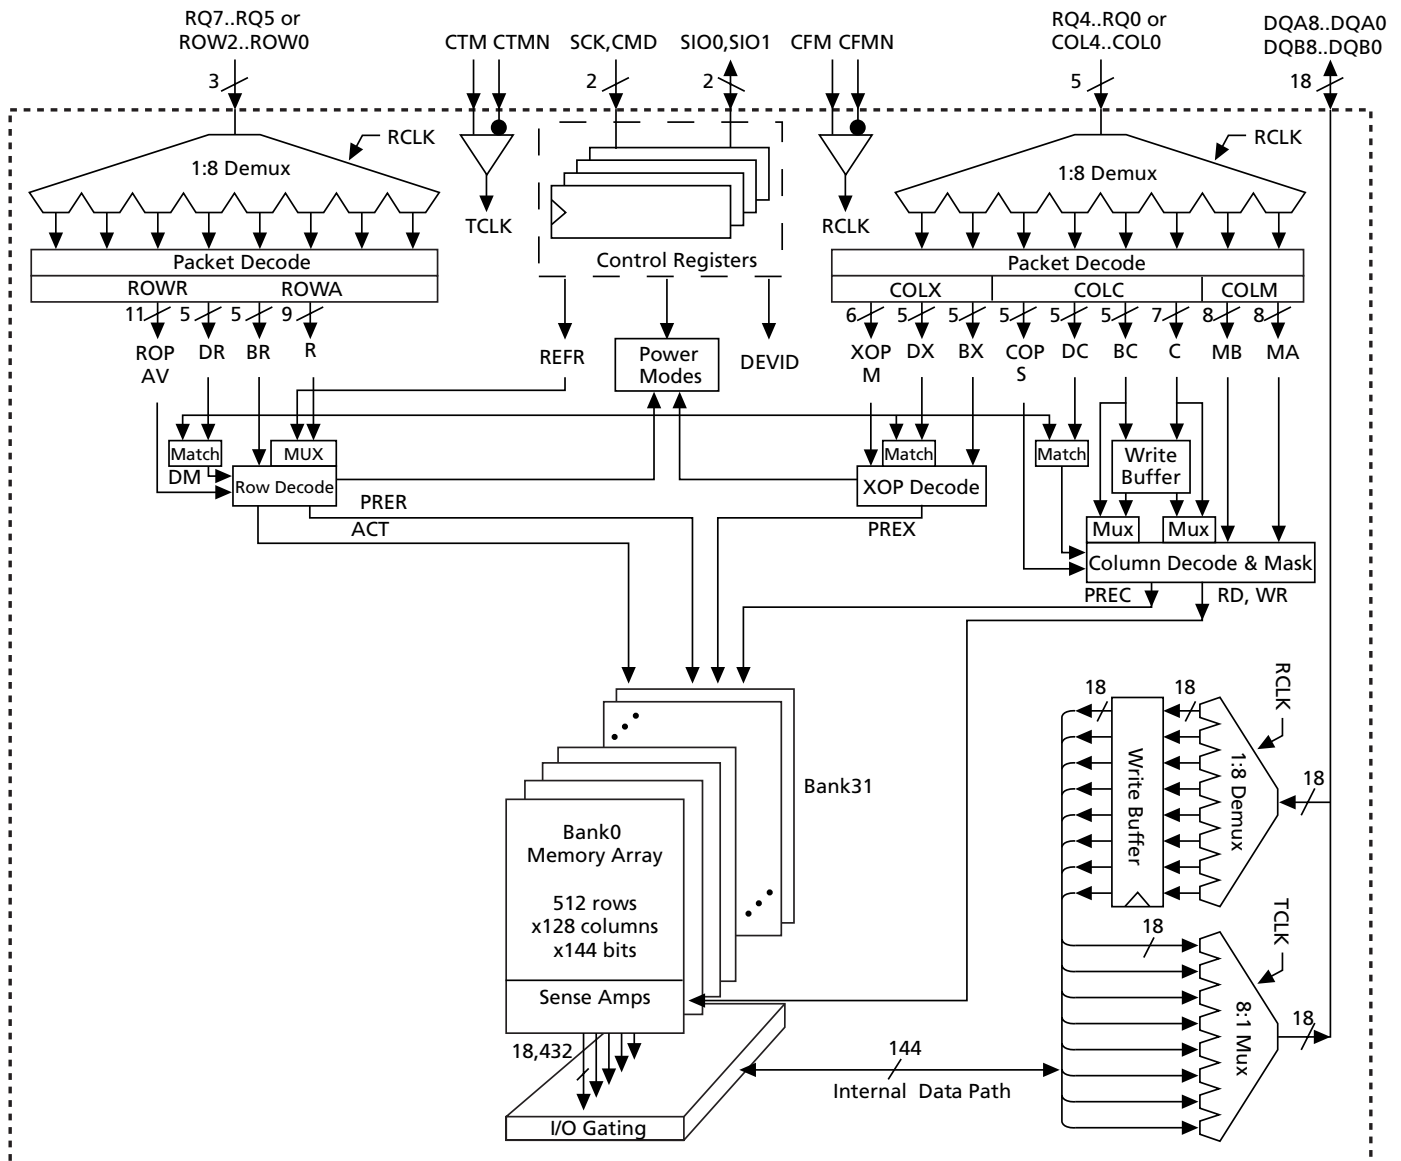 RQ7..RQ5 or
ROW2..ROW0
CTM CTMN
SCK,CMD
SIO0,SIO1
CFM CFMN
RQ4..RQ0 or
COL4..COL0
DQA8..DQA0
DQB8..DQB0
3
2
2
5
18
RCLK
1:8 Demux
TCLK
Control Registers
RCLK
RCLK
1:8 Demux
Packet Decode
ROWR
ROWA
Packet Decode
COLX
COLC
COLM
11
5
5
9
6
5
5
5
5
5
7
8
8
ROP
AV
DR
BR
R
REFR
Power
Modes
DEVID
XOP
M
DX
BX
COP
S
DC
BC
C
MB
MA
Match
DM
MUX
Row Decode
Match
XOP Decode
Match
Write
Buffer
Mux
Mux
Column Decode & Mask
PRER
ACT
PREX
PREC
RD, WR
Bank31
Bank0
Memory Array
512 rows
x128 columns
x144 bits
Sense Amps
18,432
I/O Gating
144
Internal Data Path
18
18
Write Buffer
1:8 Demux
RCLK
18
18
8:1 Mux
TCLK
18